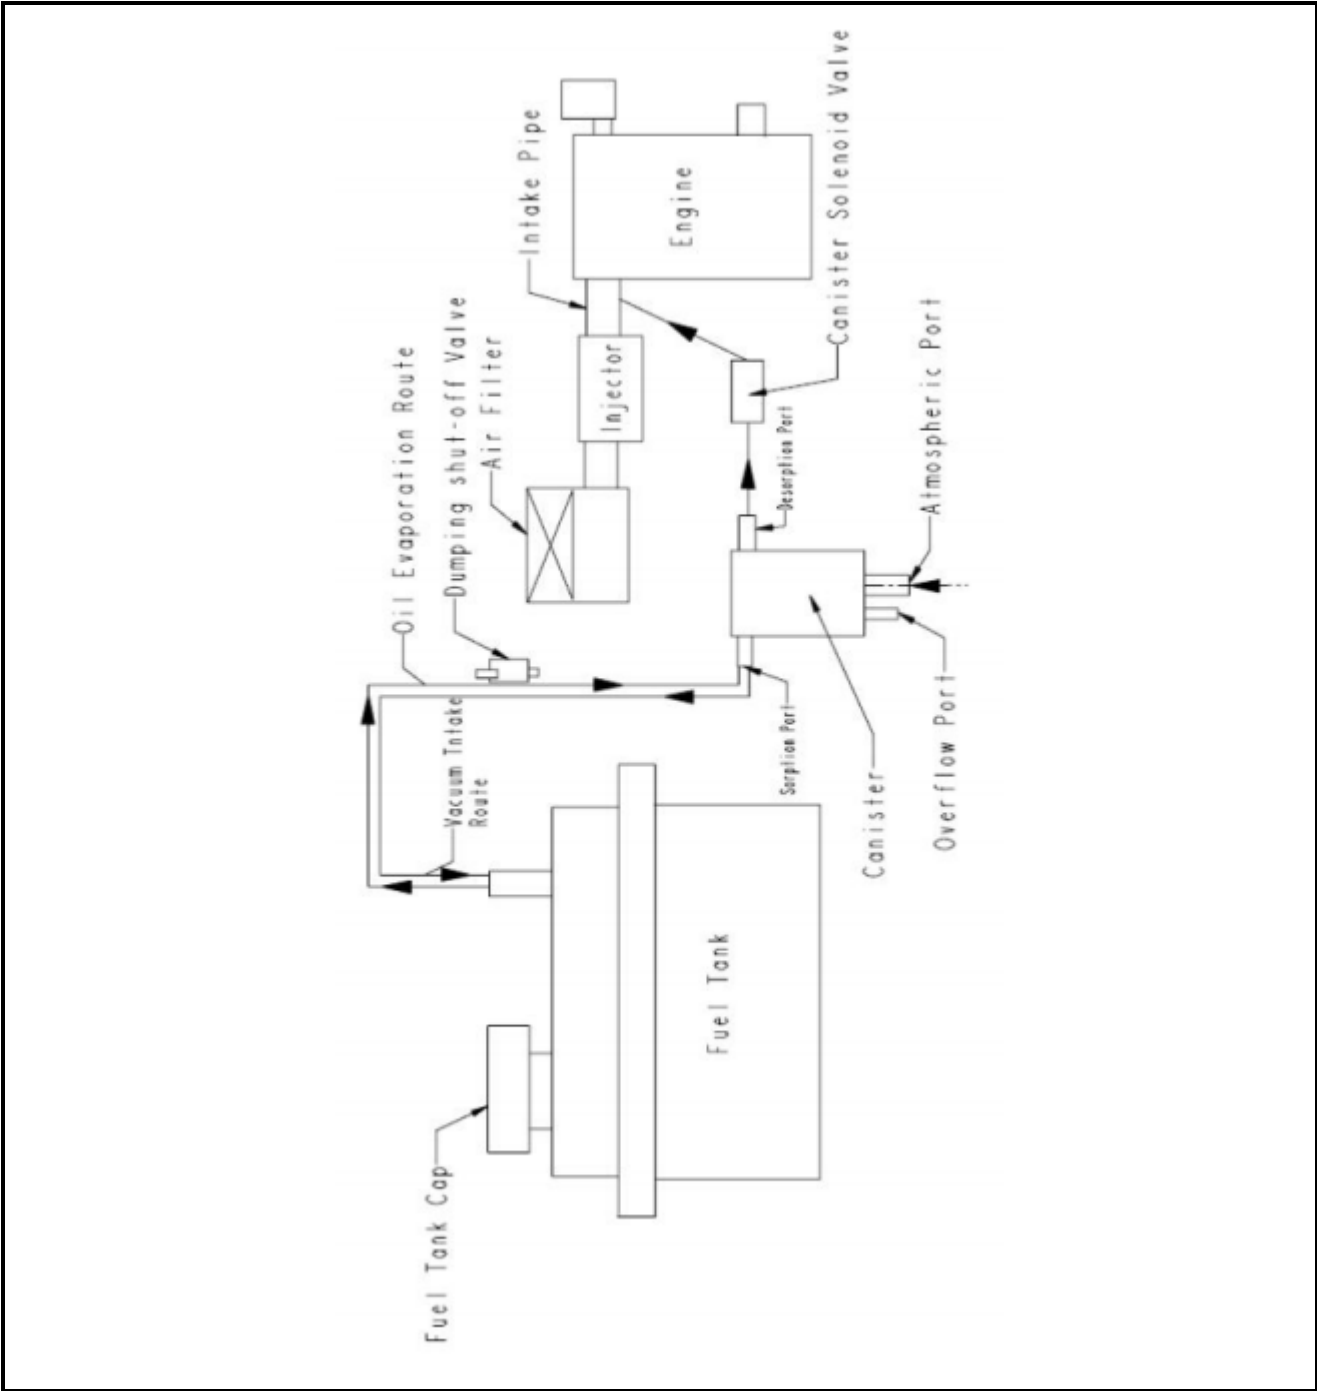 Fuel Tank Cap
Vacuum Intake
Route
Oil Evaporation Route
Dumping shut-off Valve
Air Filter
Intake Pipe
Injector
Engine
Fuel Tank
Sorption Port
Desorption Port
Canister Solenoid Valve
Canister
Overflow Port
Atmospheric Port